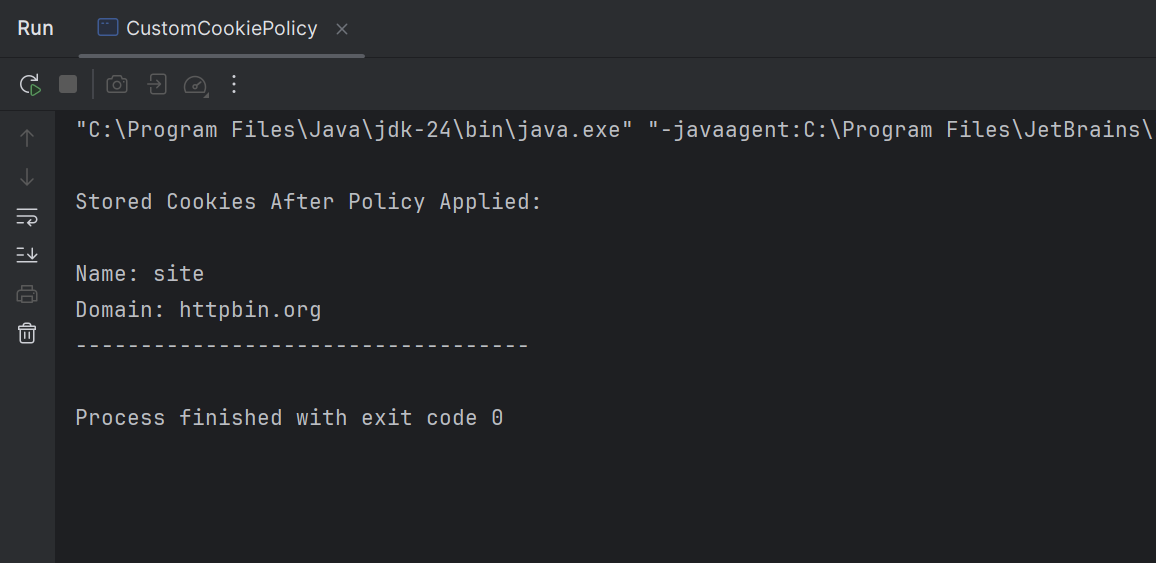 Run CustomCookiePolicy
"C:\Program Files\Java\jdk-24\bin\java.exe" "-javaagent:C:\Program Files\JetBrains\
Stored Cookies After Policy Applied:
Name: site
Domain: httpbin.org
-----------------------------------
Process finished with exit code 0